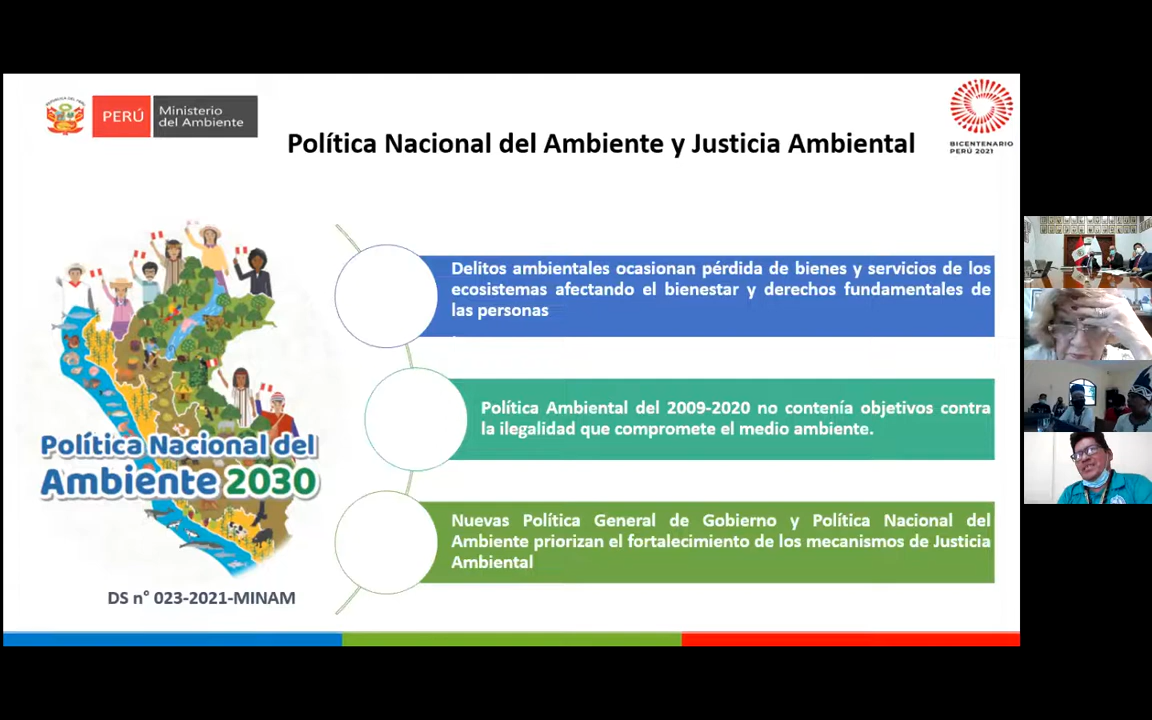 REPÚBLICA DEL PERÚ
PERÚ
Ministerio
del Ambiente
BICENTENARIO
PERÚ 2021
Política Nacional del Ambiente y Justicia Ambiental
Delitos ambientales ocasionan pérdida de bienes y servicios de los
ecosistemas afectando el bienestar y derechos fundamentales de
las personas
.
Política Ambiental del 2009-2020 no contenía objetivos contra
la ilegalidad que compromete el medio ambiente.
Nuevas Política General de Gobierno y Política Nacional del
Ambiente priorizan el fortalecimiento de los mecanismos de Justicia
Ambiental
Política Nacional del
Ambiente 2030
DS n° 023-2021-MINAM